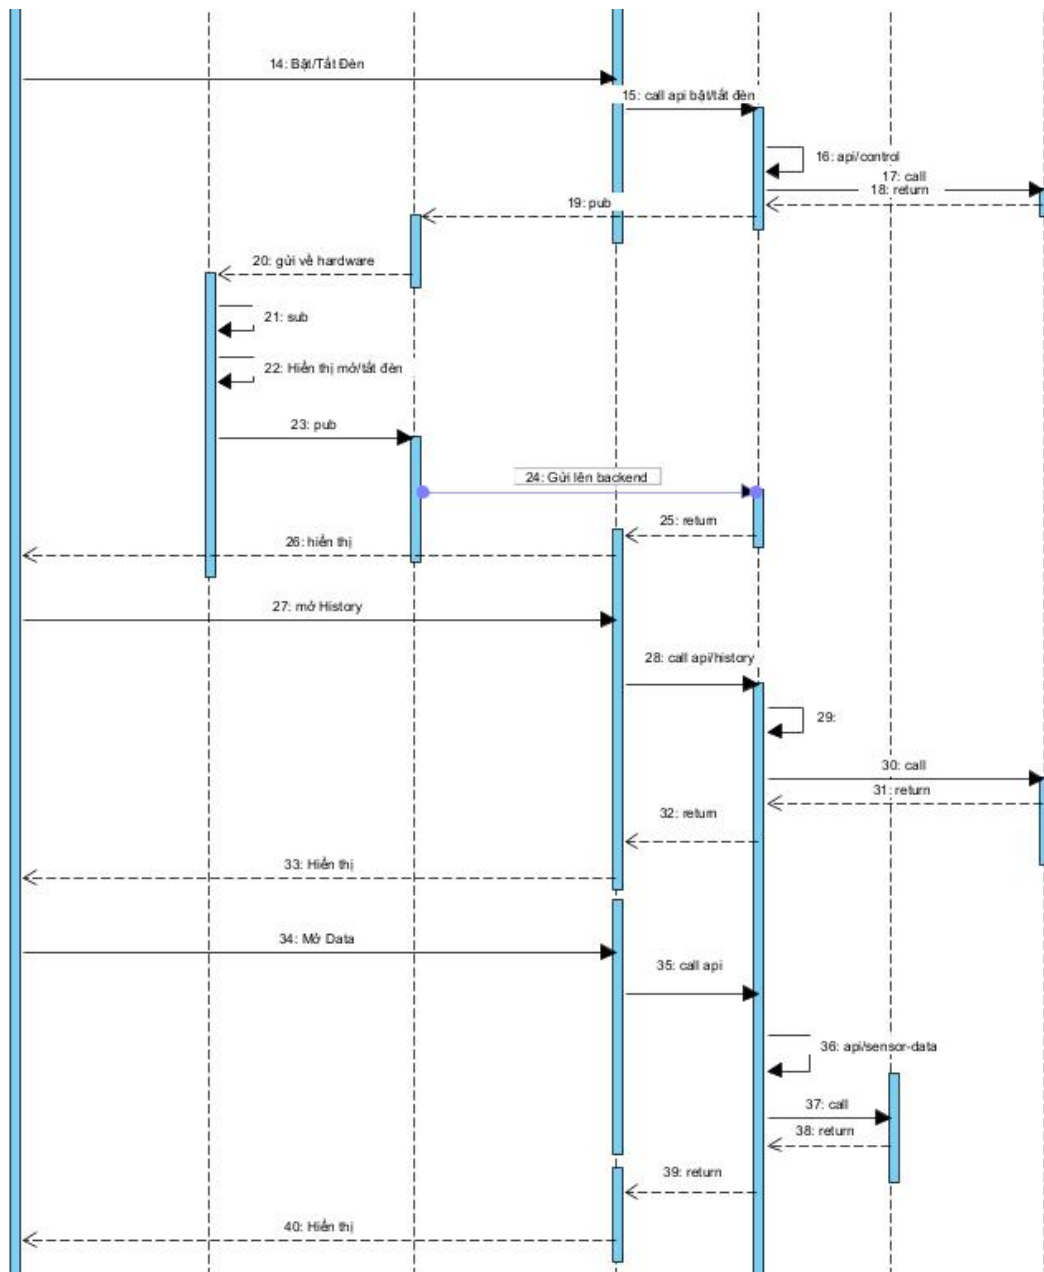 14: Bật/Tắt Đèn
15: call api bật/tắt đèn
16: api/control
17: call
18: return
19: pub
20: gửi về hardware
21: sub
22: Hiển thị mở/tắt đèn
23: pub
24: Gửi lên backend
25: return
26: hiển thị
27: mở History
28: call api/history
29:
30: call
31: return
32: return
33: Hiển thị
34: Mở Data
35: call api
36: api/sensor-data
37: call
38: return
39: return
40: Hiển thị